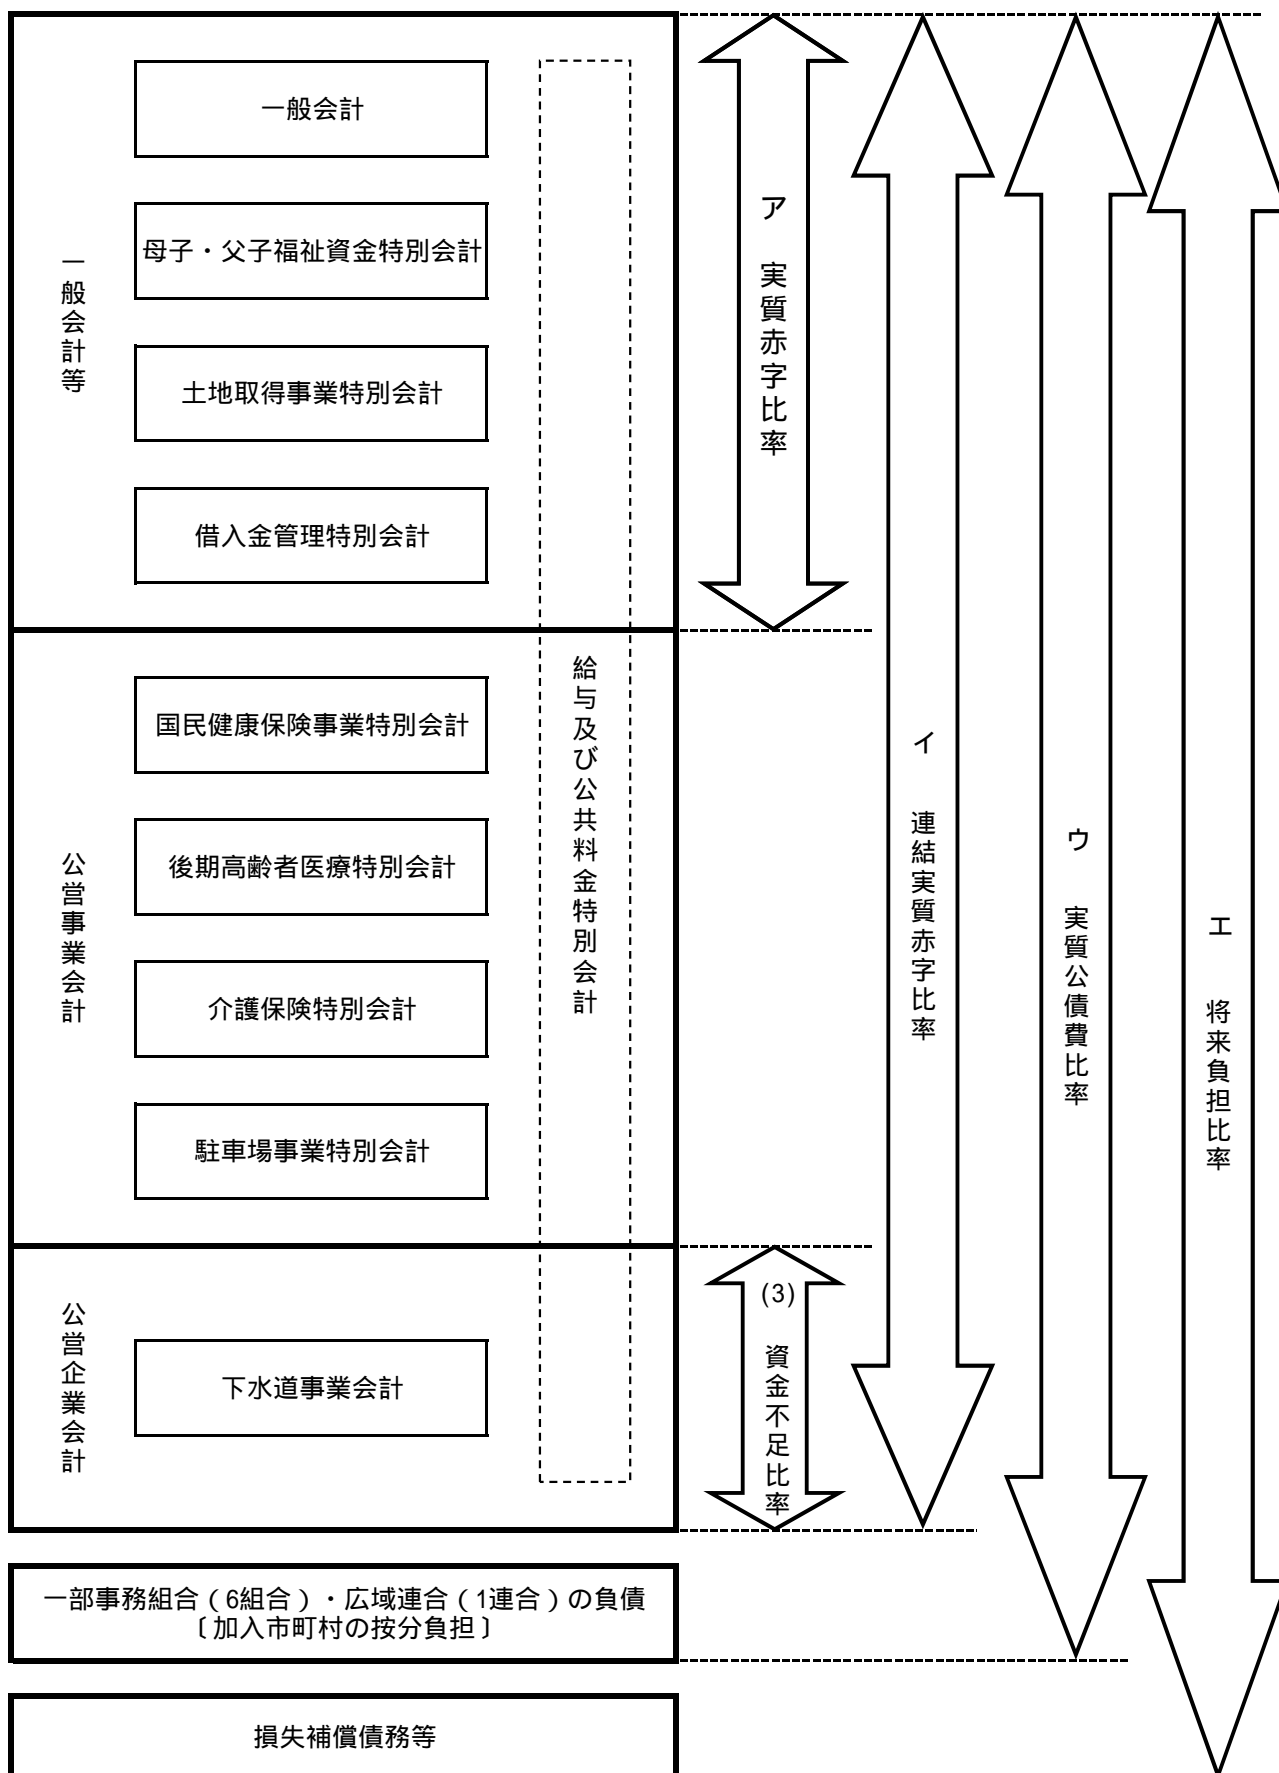 一般会計等
一般会計
母子・父子福祉資金特別会計
土地取得事業特別会計
借入金管理特別会計
公営事業会計
国民健康保険事業特別会計
後期高齢者医療特別会計
介護保険特別会計
駐車場事業特別会計
公営企業会計
下水道事業会計
給与及び公共料金特別会計
ア　実質赤字比率
(3)　資金不足比率
イ　連結実質赤字比率
ウ　実質公債費比率
エ　将来負担比率
一部事務組合（6組合）・広域連合（1連合）の負債
〔加入市町村の按分負担〕
損失補償債務等